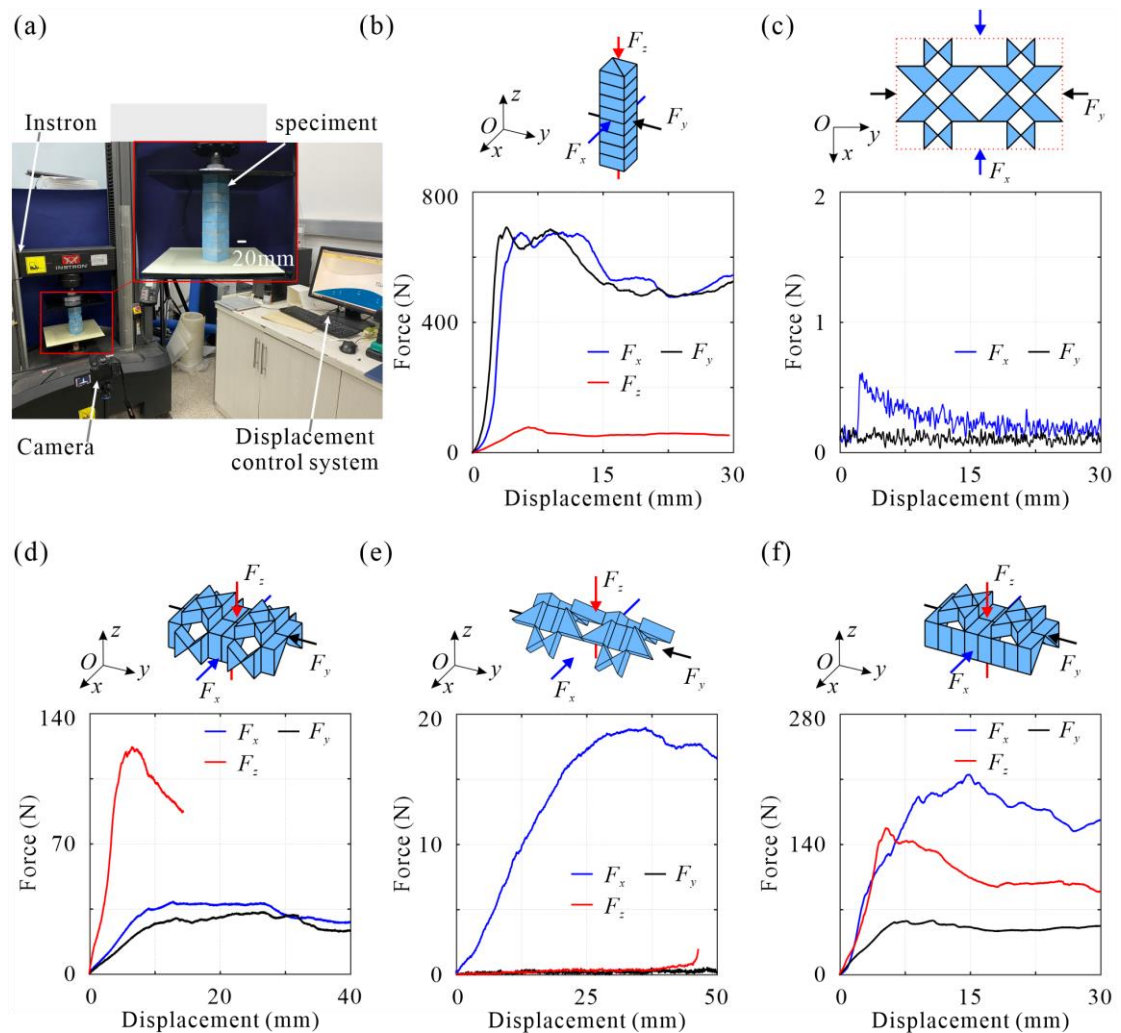 (a)
Instron
speciment
20mm
INSTRON
Camera
Displacement
control system
(b)
F_z
z
O
y
x
F_y
F_x
800
400
0
Force (N)
F_x F_y
F_z
0 15 30
Displacement (mm)
(c)
O
y
x
F_y
F_x
2
1
0
Force (N)
F_x F_y
0 15 30
Displacement (mm)
(d)
F_z
z
O
y
x
F_y
F_x
140
70
0
Force (N)
F_x F_y
F_z
0 20 40
Displacement (mm)
(e)
F_z
z
O
y
x
F_y
F_x
20
10
0
Force (N)
F_x F_y
F_z
0 25 50
Displacement (mm)
(f)
F_z
z
O
y
x
F_y
F_x
280
140
0
Force (N)
F_x F_y
F_z
0 15 30
Displacement (mm)